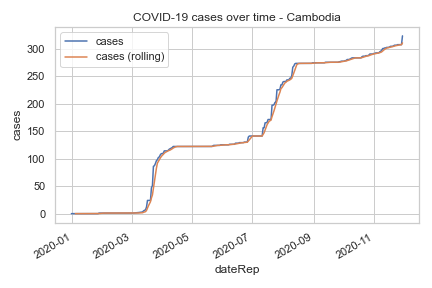 COVID-19 cases over time - Cambodia
cases
cases (rolling)
300
250
200
150
100
50
0
cases
2020-01
2020-03
2020-05
2020-07
2020-09
2020-11
dateRep